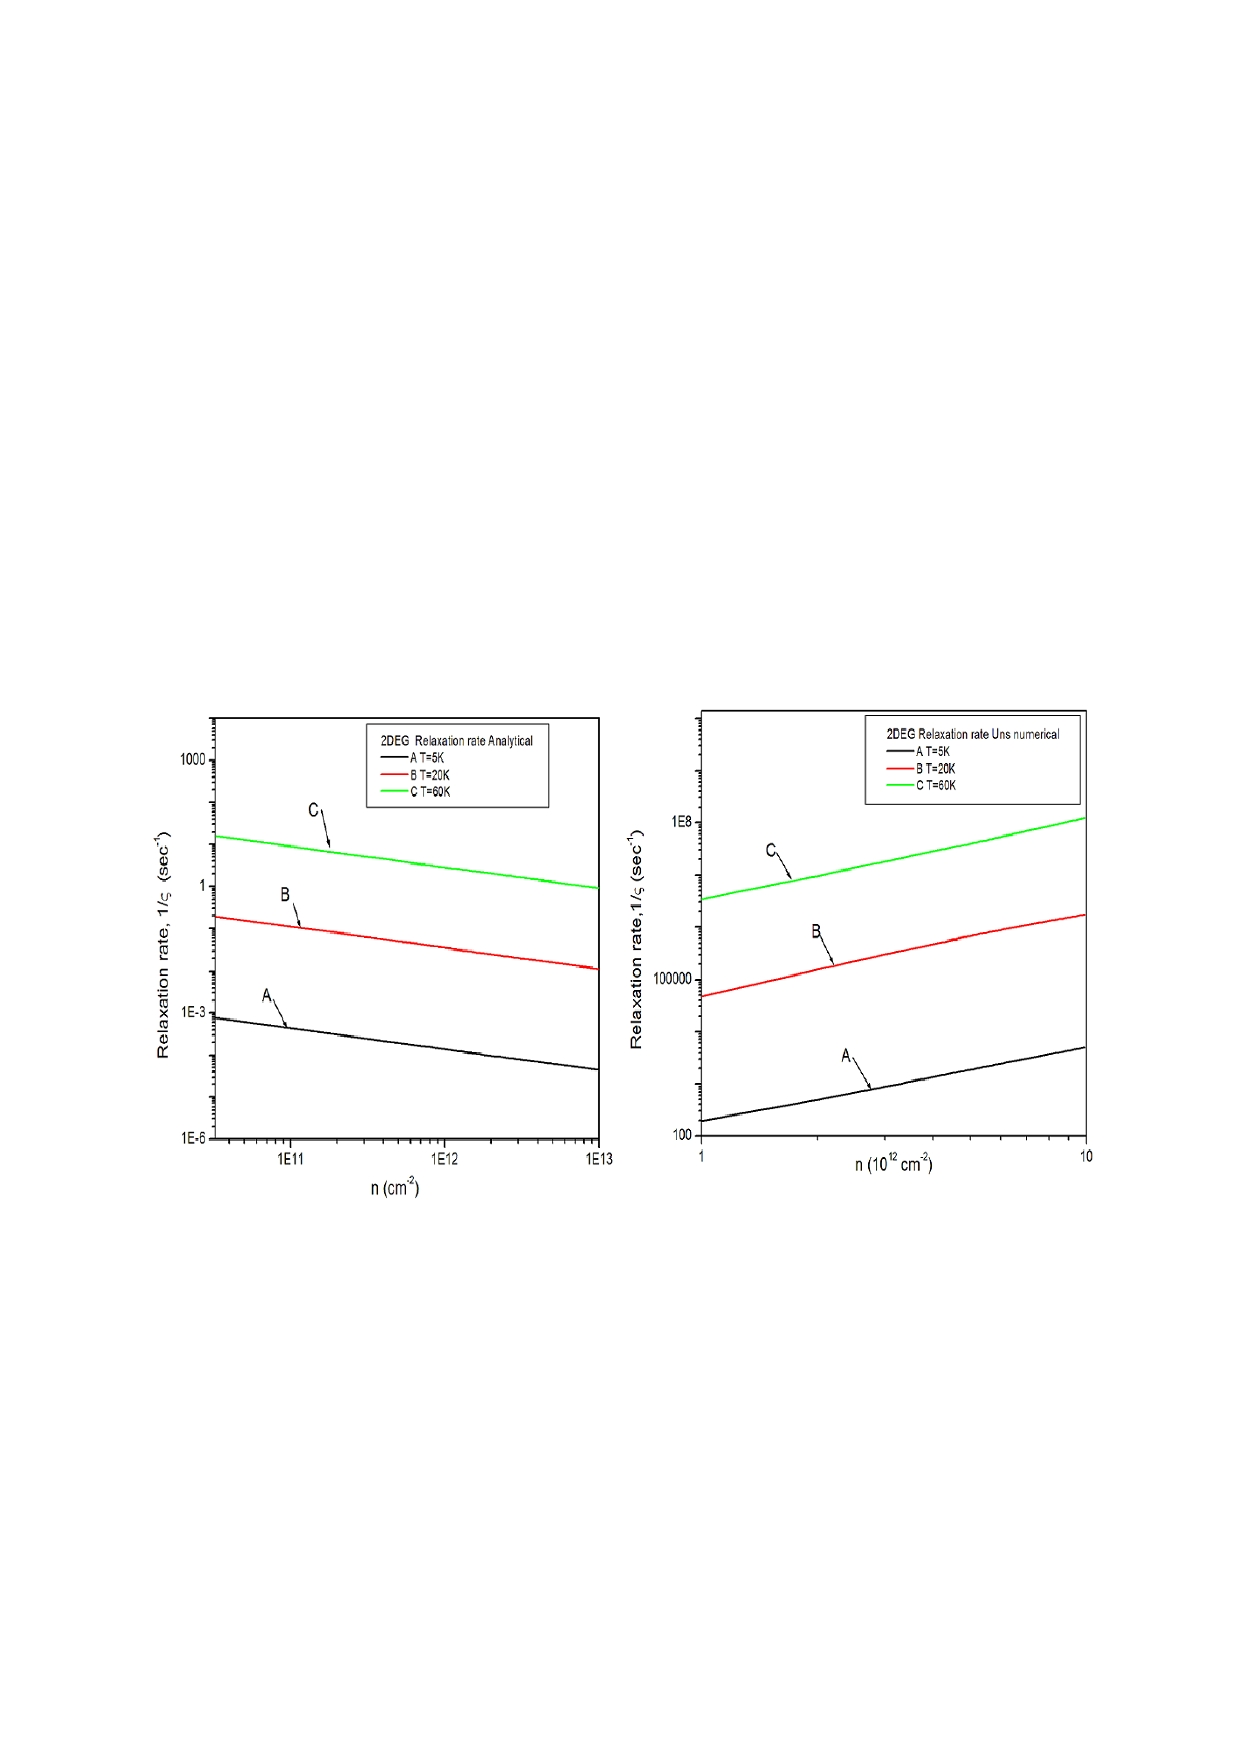 2DEG Relaxation rate Analytical
A T=5K
B T=20K
C T=60K
1000
1
1E-3
1E-6
Relaxation rate, 1/ς (sec⁻¹)
C
B
A
1E11
1E12
1E13
n (cm⁻²)
2DEG Relaxation rate Uns numerical
A T=5K
B T=20K
C T=60K
1E8
100000
100
Relaxation rate,1/ς (sec⁻¹)
C
B
A
1
10
n (10¹² cm⁻²)